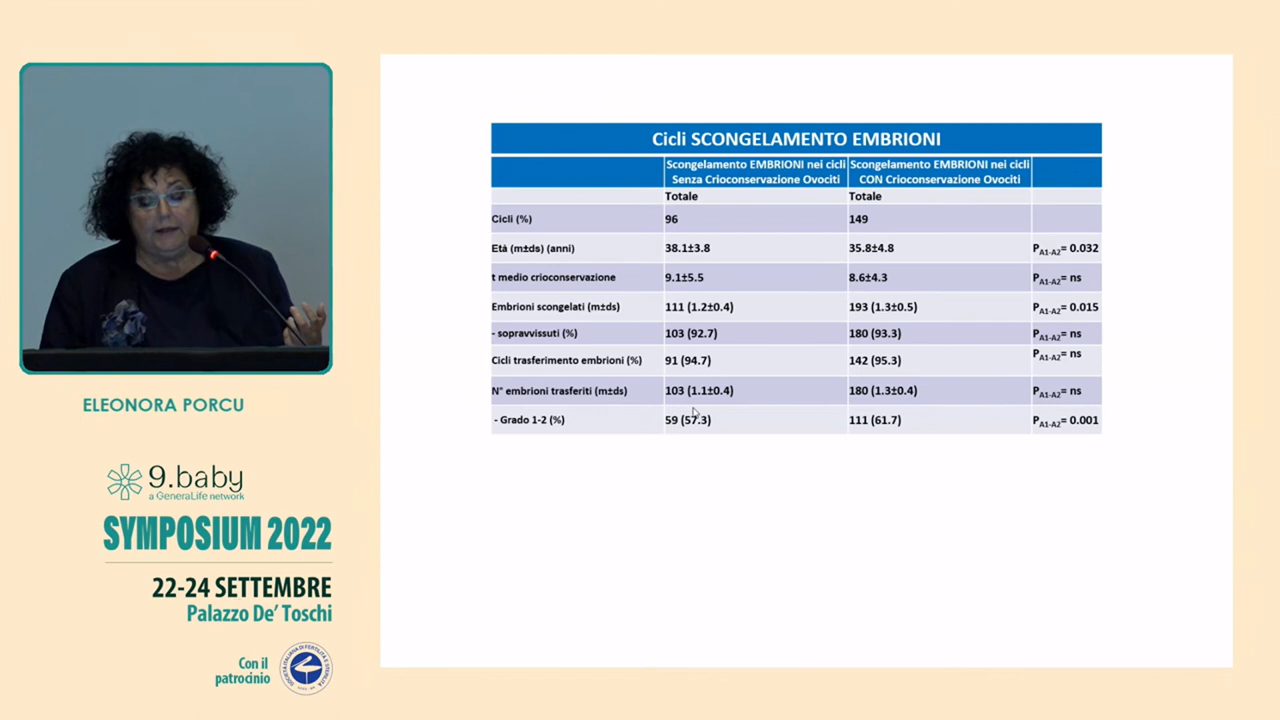 ELEONORA PORCU
9.baby
a GeneraLife network
SYMPOSIUM 2022
22-24 SETTEMBRE
Palazzo De' Toschi
Con il
patrocinio
Cicli SCONGELAMENTO EMBRIONI
Scongelamento EMBRIONI nei cicli Scongelamento EMBRIONI nei cicli
Senza Crioconservazione Ovociti CON Crioconservazione Ovociti
Totale Totale
Cicli (%) 96 149
Età (m±ds) (anni) 38.1±3.8 35.8±4.8 PA1-A2= 0.032
t medio crioconservazione 9.1±5.5 8.6±4.3 PA1-A2= ns
Embrioni scongelati (m±ds) 111 (1.2±0.4) 193 (1.3±0.5) PA1-A2= 0.015
- sopravvissuti (%) 103 (92.7) 180 (93.3) PA1-A2= ns
Cicli trasferimento embrioni (%) 91 (94.7) 142 (95.3) PA1-A2= ns
N° embrioni trasferiti (m±ds) 103 (1.1±0.4) 180 (1.3±0.4) PA1-A2= ns
- Grado 1-2 (%) 59 (57.3) 111 (61.7) PA1-A2= 0.001